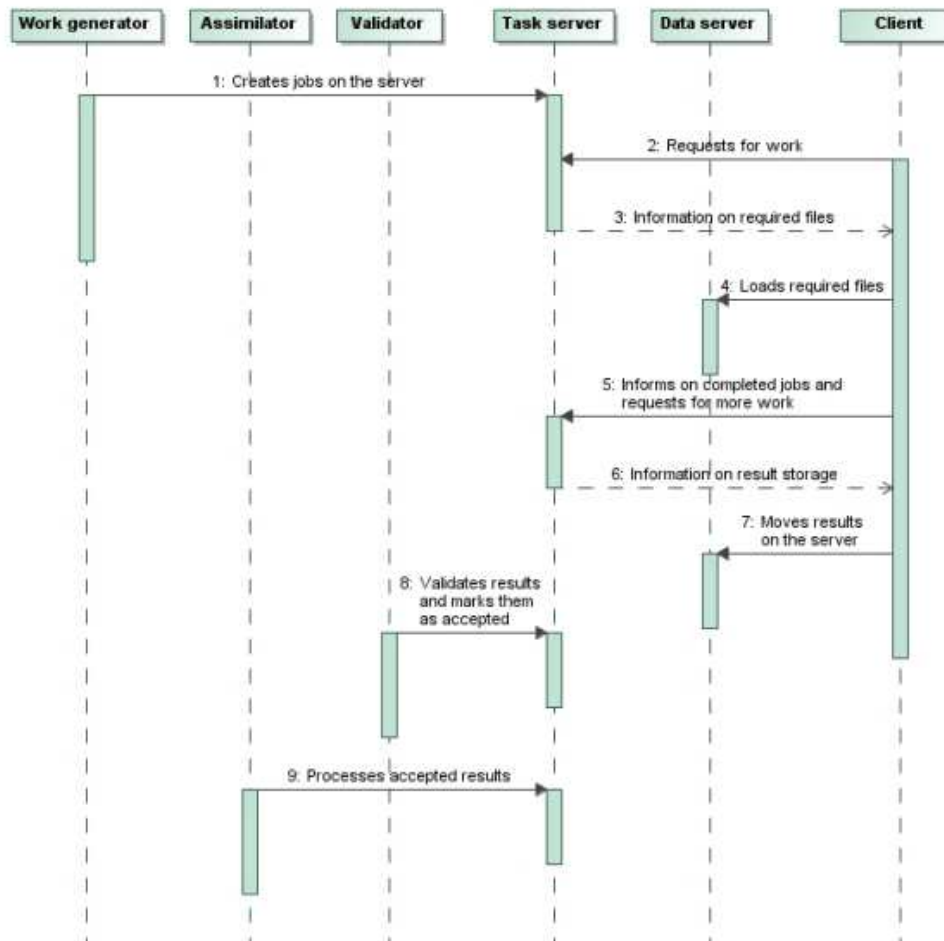 Work generator
Assimilator
Validator
Task server
Data server
Client
1: Creates jobs on the server
2: Requests for work
3: Information on required files
4: Loads required files
5: Informs on completed jobs and
requests for more work
6: Information on result storage
7: Moves results
on the server
8: Validates results
and marks them
as accepted
9: Processes accepted results